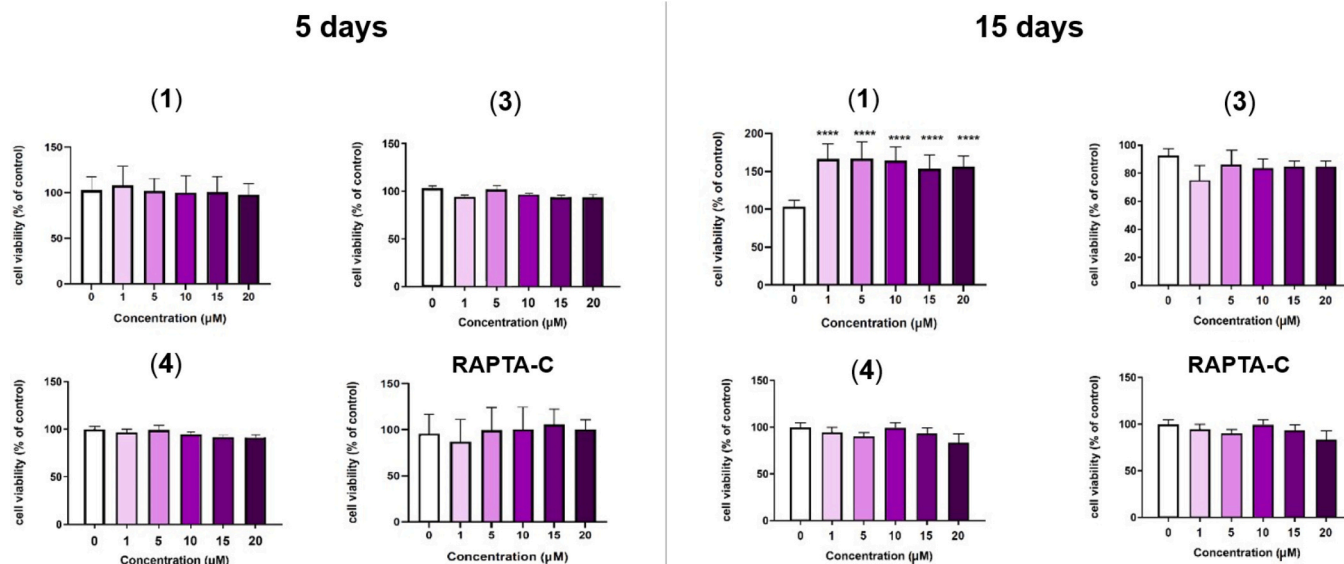 5 days
(1)
cell viability (% of control)
150
100
50
0
0 1 5 10 15 20
Concentration (µM)
(3)
cell viability (% of control)
150
100
50
0
0 1 5 10 15 20
Concentration (µM)
(4)
cell viability (% of control)
150
100
50
0
0 1 5 10 15 20
Concentration (µM)
RAPTA-C
cell viability (% of control)
150
100
50
0
0 1 5 10 15 20
Concentration (µM)
15 days
(1)
cell viability (% of control)
200
150
100
50
0
**** **** **** **** ****
0 1 5 10 15 20
Concentration (µM)
(3)
cell viability (% of control)
100
80
60
40
20
0
0 1 5 10 15 20
Concentration (µM)
(4)
cell viability (% of control)
150
100
50
0
0 1 5 10 15 20
Concentration (µM)
RAPTA-C
cell viability (% of control)
150
100
50
0
0 1 5 10 15 20
Concentration (µM)